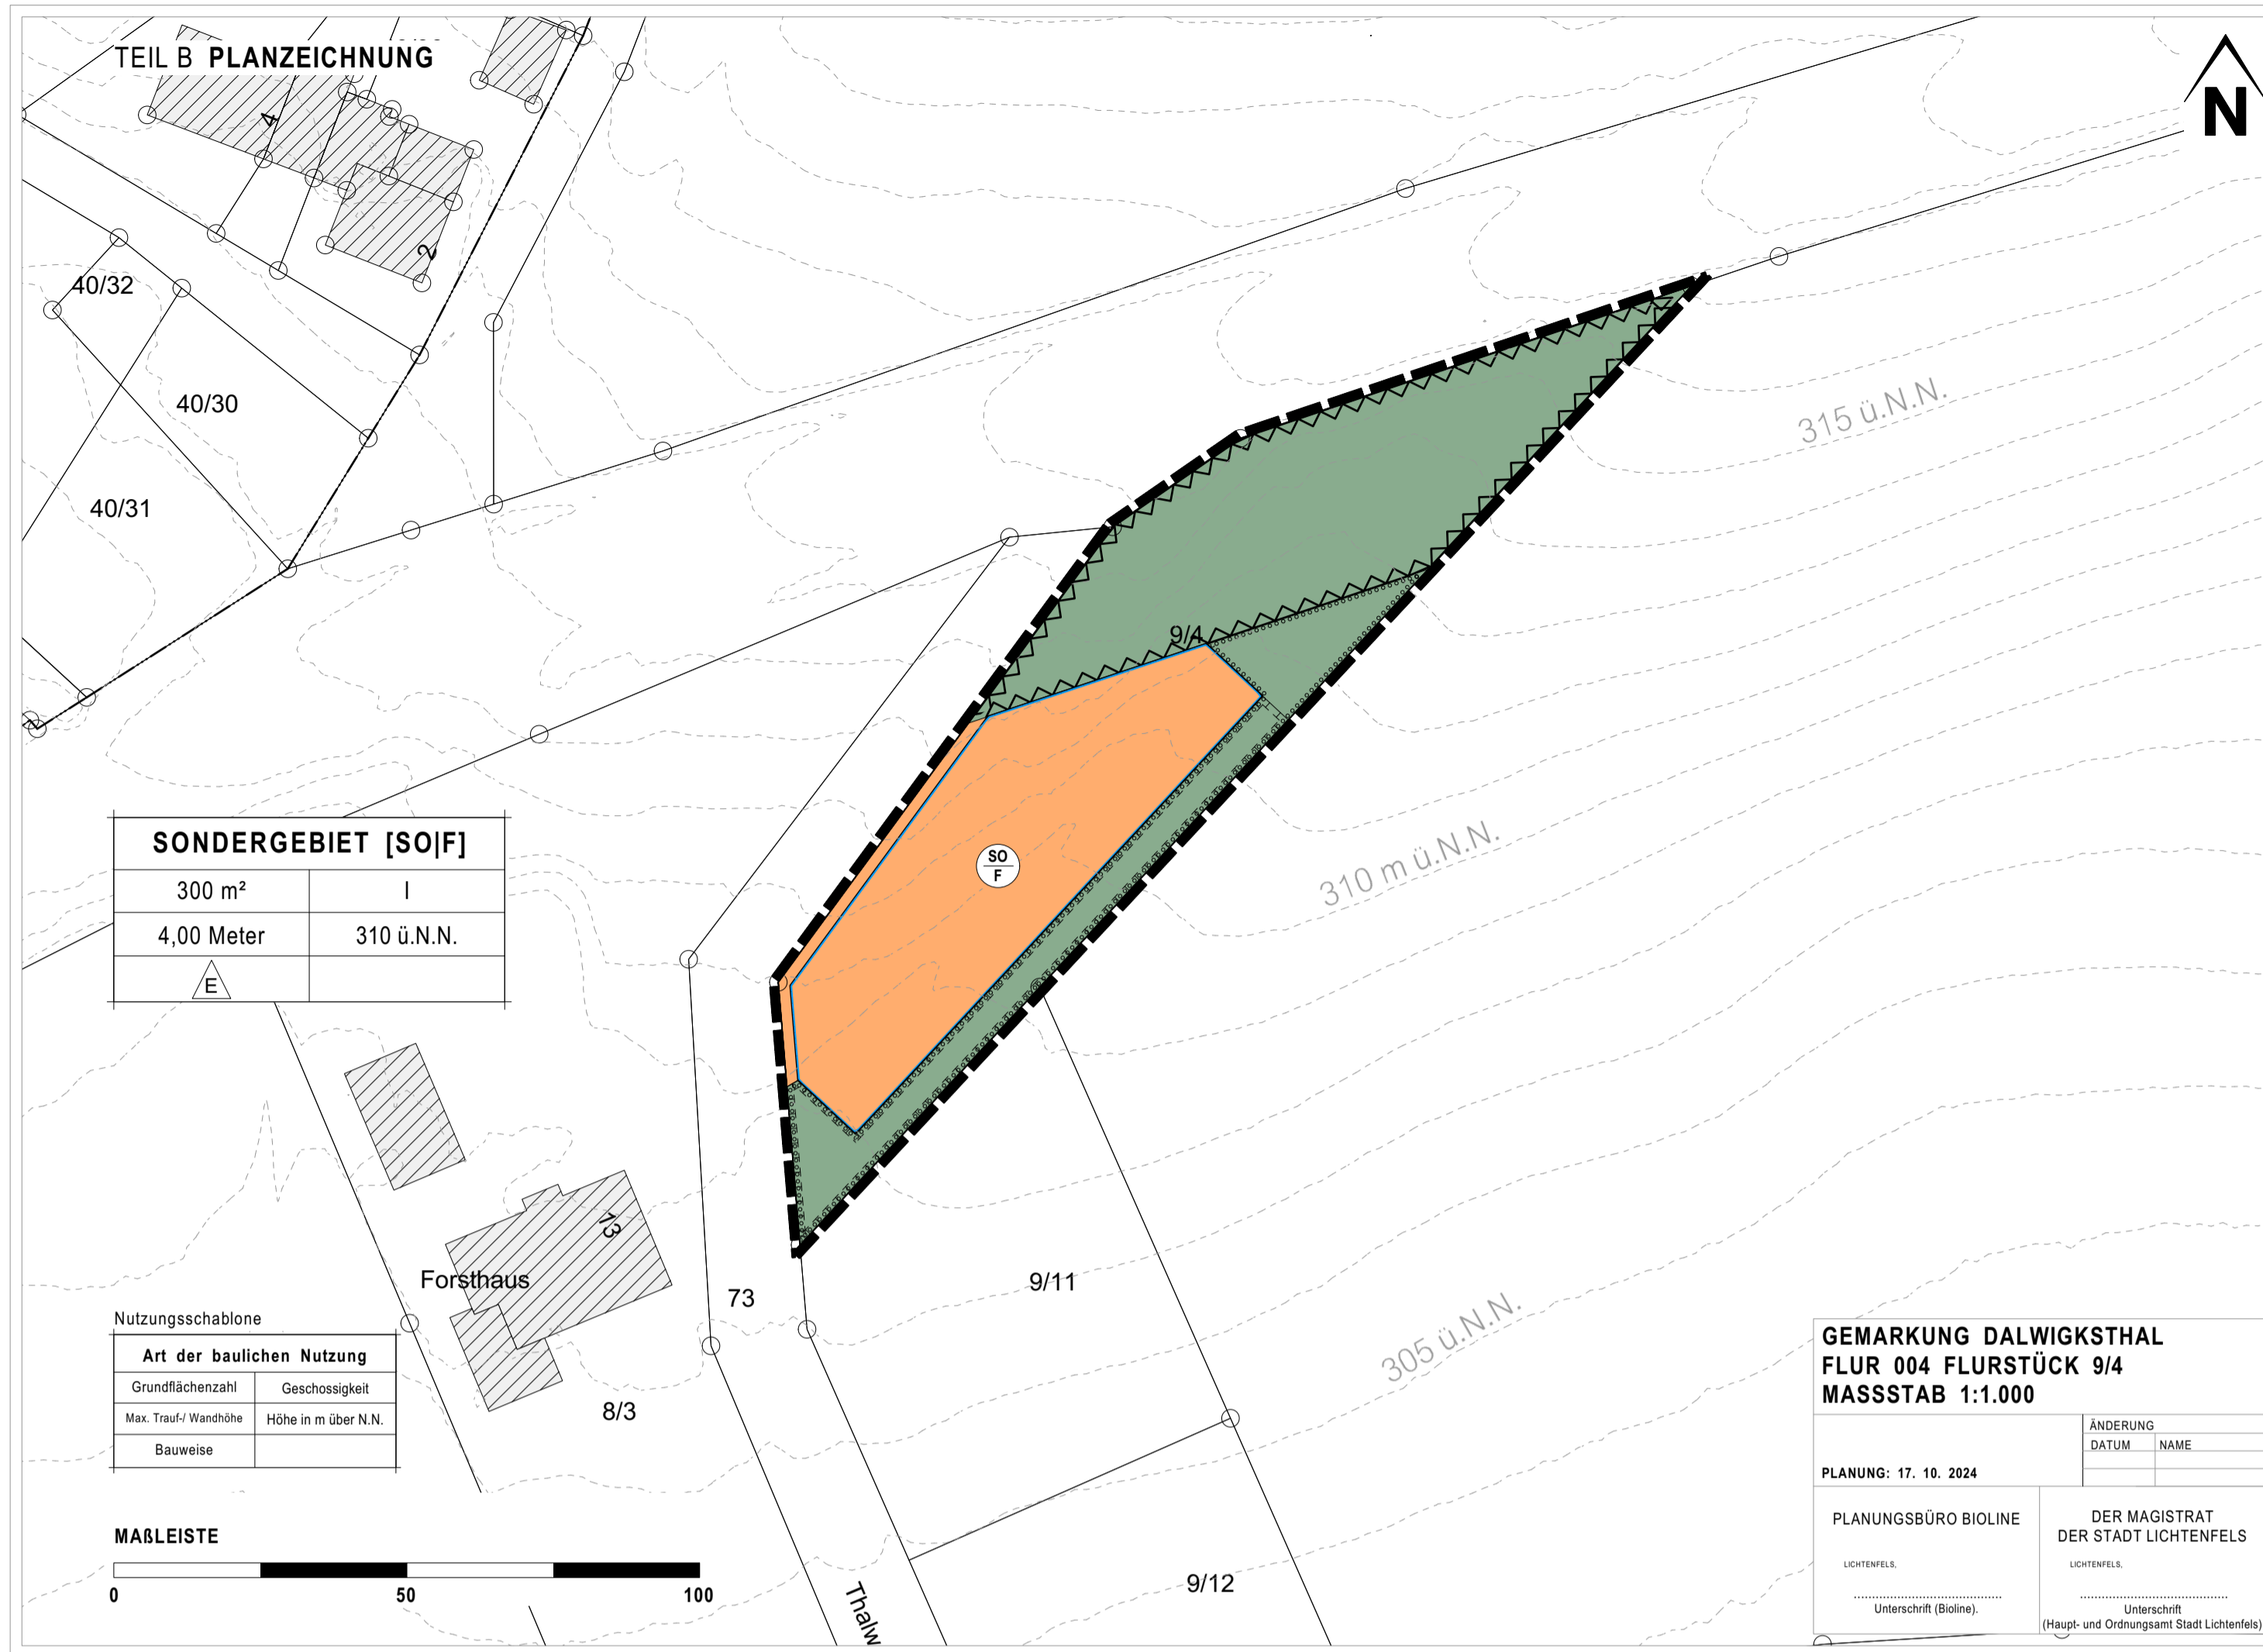 TEIL B PLANZEICHNUNG
N
4
2
40/32
40/30
40/31
315 ü.N.N.
9/4
SONDERGEBIET [SO|F]
300 m² I
4,00 Meter 310 ü.N.N.
E
SO
F
310 m ü.N.N.
13
Forsthaus
73
9/11
305 ü.N.N.
8/3
9/12
Thalw
Nutzungsschablone
Art der baulichen Nutzung
Grundflächenzahl Geschossigkeit
Max. Trauf-/ Wandhöhe Höhe in m über N.N.
Bauweise
MAßLEISTE
0 50 100
GEMARKUNG DALWIGKSTHAL
FLUR 004 FLURSTÜCK 9/4
MASSSTAB 1:1.000
ÄNDERUNG
DATUM NAME
PLANUNG: 17. 10. 2024
PLANUNGSBÜRO BIOLINE
LICHTENFELS,
Unterschrift (Bioline).
DER MAGISTRAT
DER STADT LICHTENFELS
LICHTENFELS,
Unterschrift
(Haupt- und Ordnungsamt Stadt Lichtenfels)